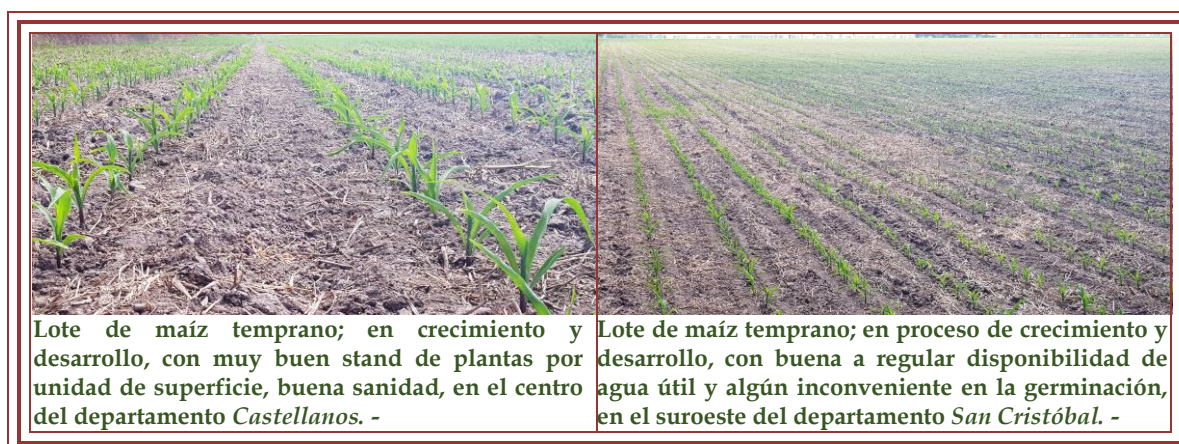 Lote de maíz temprano; en crecimiento y
desarrollo, con muy buen stand de plantas por
unidad de superficie, buena sanidad, en el centro
del departamento Castellanos. -
Lote de maíz temprano; en proceso de crecimiento y
desarrollo, con buena a regular disponibilidad de
agua útil y algún inconveniente en la germinación,
en el suroeste del departamento San Cristóbal. -